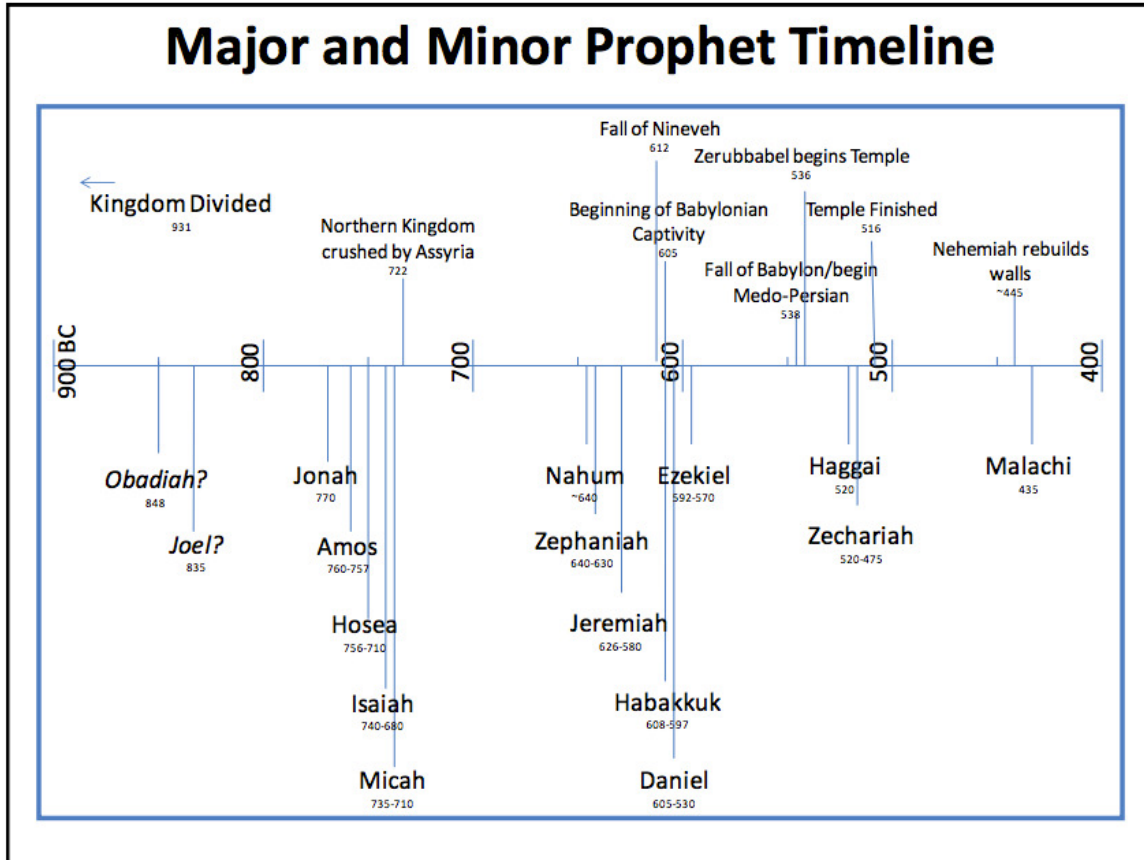 Major and Minor Prophet Timeline
Fall of Nineveh
612
Zerubbabel begins Temple
536
Kingdom Divided
931
Northern Kingdom
crushed by Assyria
722
Beginning of Babylonian
Captivity
605
Temple Finished
516
Fall of Babylon/begin
Medo-Persian
538
Nehemiah rebuilds
walls
~445
900 BC
800
700
600
500
400
Obadiah?
848
Joel?
835
Jonah
770
Amos
760-757
Hosea
756-710
Isaiah
740-680
Micah
735-710
Nahum
~640
Zephaniah
640-630
Jeremiah
626-580
Habakkuk
608-597
Daniel
605-530
Ezekiel
592-570
Haggai
520
Zechariah
520-475
Malachi
435